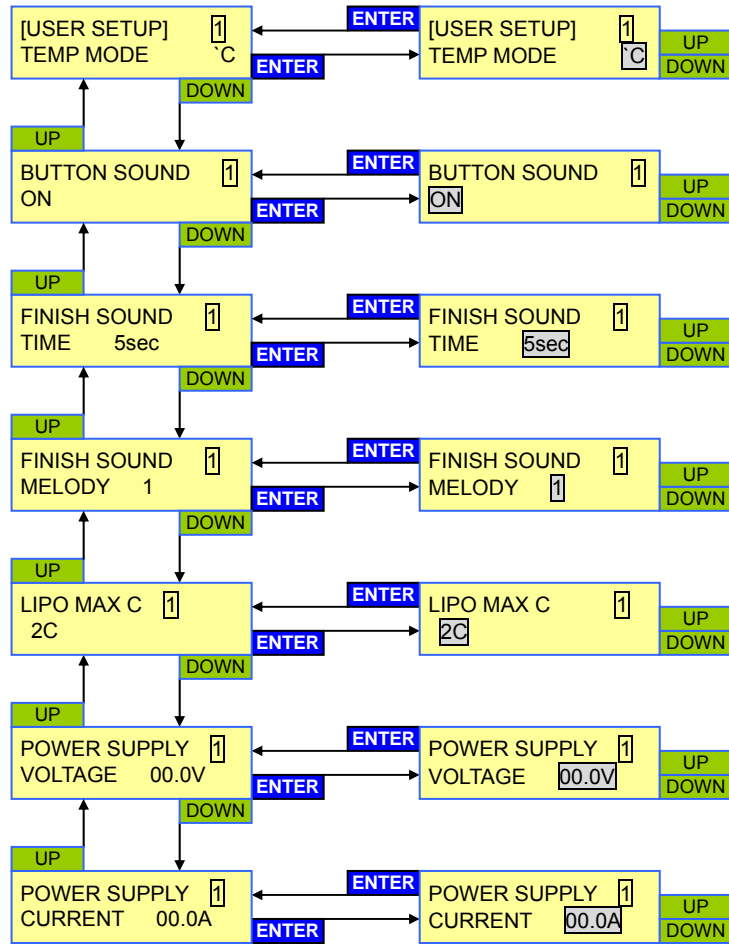 ENTER
[USER SETUP] 1
TEMP MODE `C
[USER SETUP] 1
TEMP MODE `C
UP
DOWN
ENTER
DOWN
UP
ENTER
BUTTON SOUND 1
ON
BUTTON SOUND 1
ON
UP
DOWN
ENTER
DOWN
UP
ENTER
FINISH SOUND 1
TIME 5sec
FINISH SOUND 1
TIME 5sec
UP
DOWN
ENTER
DOWN
UP
ENTER
FINISH SOUND 1
MELODY 1
FINISH SOUND 1
MELODY 1
UP
DOWN
ENTER
DOWN
UP
ENTER
LIPO MAX C 1
2C
LIPO MAX C 1
2C
UP
DOWN
ENTER
DOWN
UP
ENTER
POWER SUPPLY 1
VOLTAGE 00.0V
POWER SUPPLY 1
VOLTAGE 00.0V
UP
DOWN
ENTER
DOWN
UP
ENTER
POWER SUPPLY 1
CURRENT 00.0A
POWER SUPPLY 1
CURRENT 00.0A
UP
DOWN
ENTER